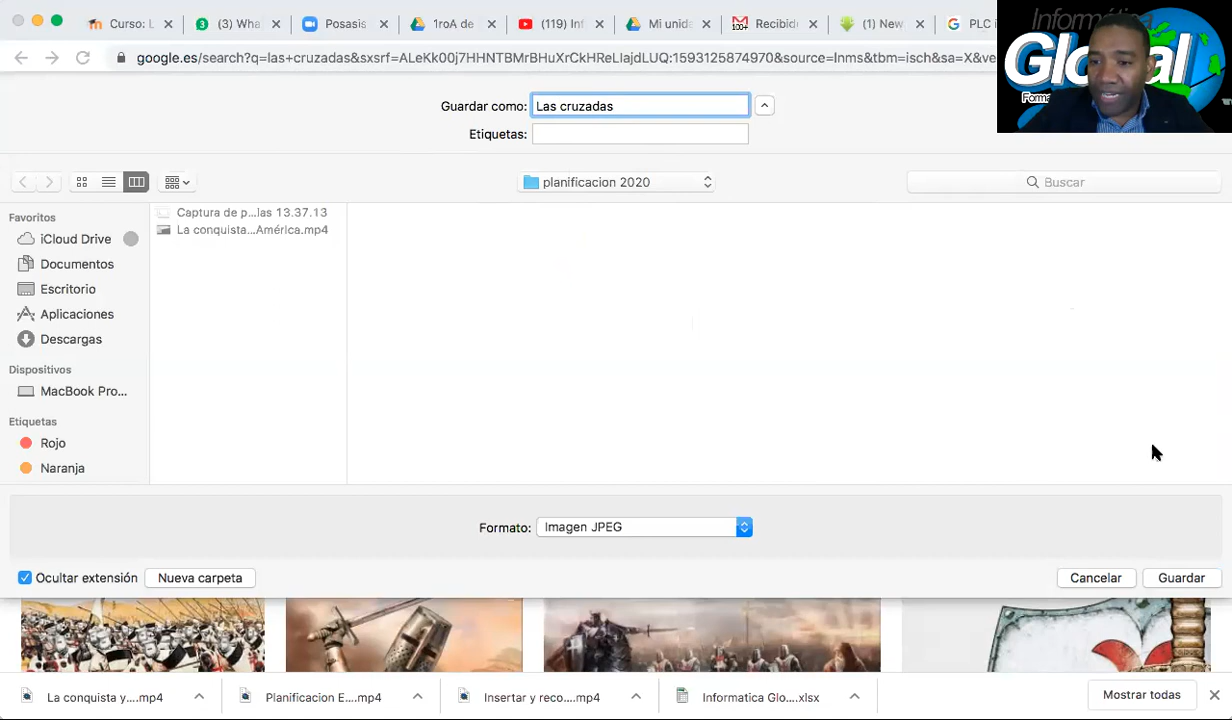 Curso: L
(3) Wha
Posasis
1roA de
(119) Inf
Mi unida
Recibid
(1) New
PLC i
google.es/search?q=las+cruzadas&sxsrf=ALeKk00j7HHNTBMrBHuXrCkHReLIajdLUQ:1593125874970&source=lnms&tbm=isch&sa=X&ve
Informática
Global
Guardar como: Las cruzadas
Etiquetas:
planificacion 2020
Buscar
Favoritos
iCloud Drive
Documentos
Escritorio
Aplicaciones
Descargas
Dispositivos
MacBook Pro...
Etiquetas
Rojo
Naranja
Captura de p...las 13.37.13
La conquista...América.mp4
Formato: Imagen JPEG
Ocultar extensión
Nueva carpeta
Cancelar
Guardar
La conquista y....mp4
Planificacion E....mp4
Insertar y reco....mp4
Informatica Glo....xlsx
Mostrar todas